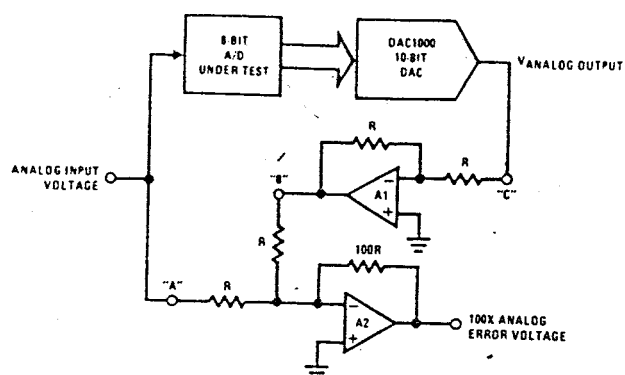 8-BIT
A/D
UNDER TEST
DAC1000
10-BIT
DAC
VANALOG OUTPUT
R
R
ANALOG INPUT
VOLTAGE
"B"
A1
−
+
"C"
R
100R
"A"
R
−
A2
+
100X ANALOG
ERROR VOLTAGE